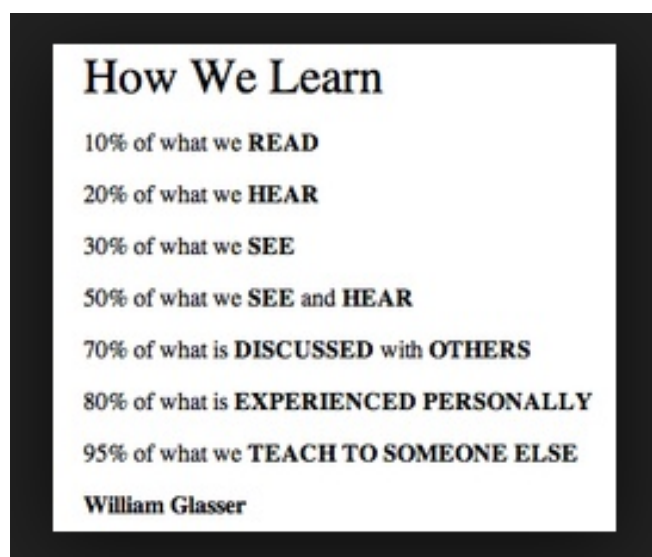 How We Learn
10% of what we READ
20% of what we HEAR
30% of what we SEE
50% of what we SEE and HEAR
70% of what is DISCUSSED with OTHERS
80% of what is EXPERIENCED PERSONALLY
95% of what we TEACH TO SOMEONE ELSE
William Glasser